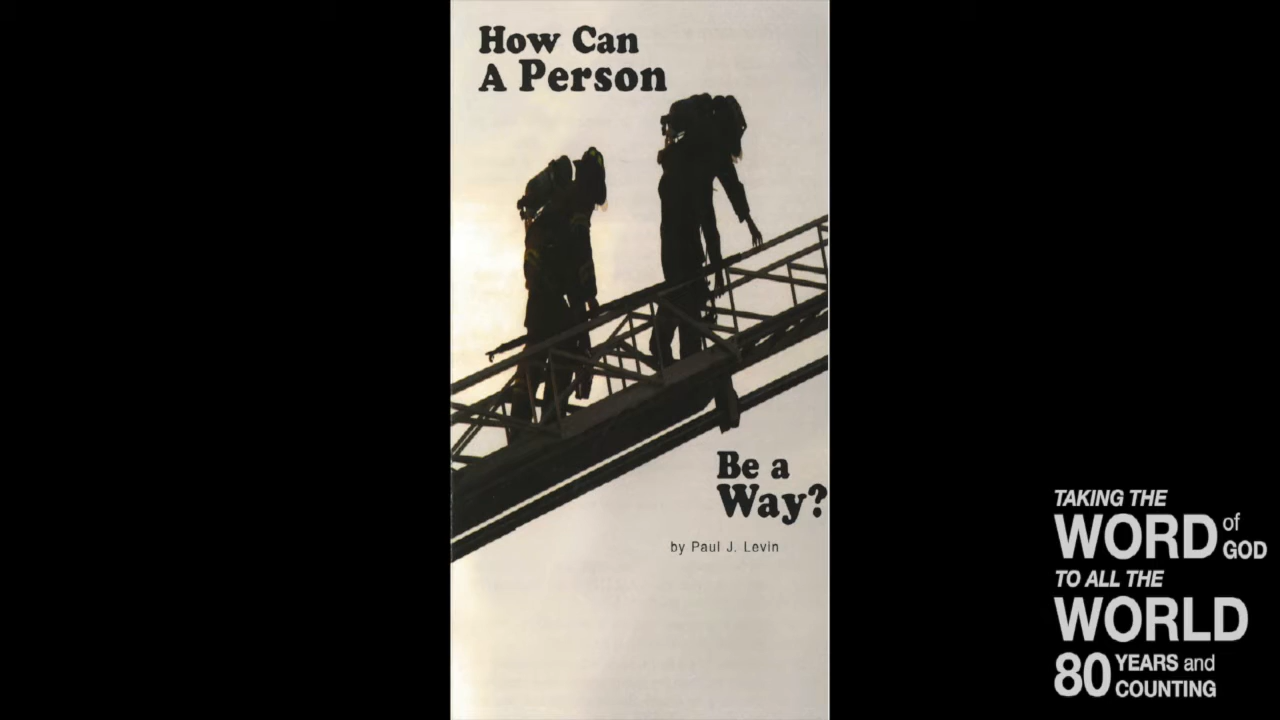 How Can
A Person
Be a
Way?
by Paul J. Levin
TAKING THE
WORD of
GOD
TO ALL THE
WORLD
80 YEARS and
COUNTING